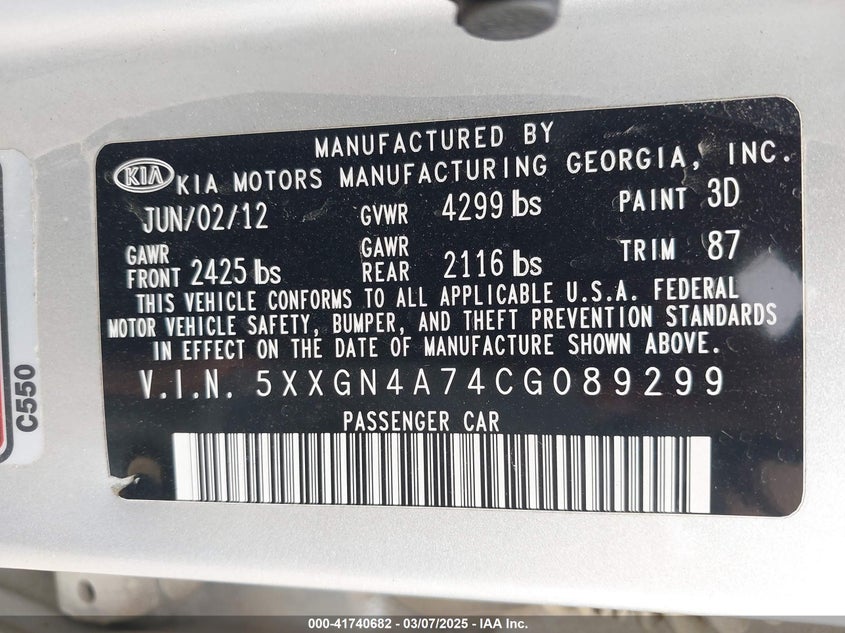 MANUFACTURED BY
KIA KIA MOTORS MANUFACTURING GEORGIA, INC.
JUN/02/12 GVWR 4299 lbs PAINT 3D
GAWR FRONT 2425 lbs GAWR REAR 2116 lbs TRIM 87
THIS VEHICLE CONFORMS TO ALL APPLICABLE U.S.A. FEDERAL
MOTOR VEHICLE SAFETY, BUMPER, AND THEFT PREVENTION STANDARDS
IN EFFECT ON THE DATE OF MANUFACTURE SHOWN ABOVE.
V.I.N. 5XXGN4A74CG089299
PASSENGER CAR
C550
000-41740682 - 03/07/2025 - IAA Inc.